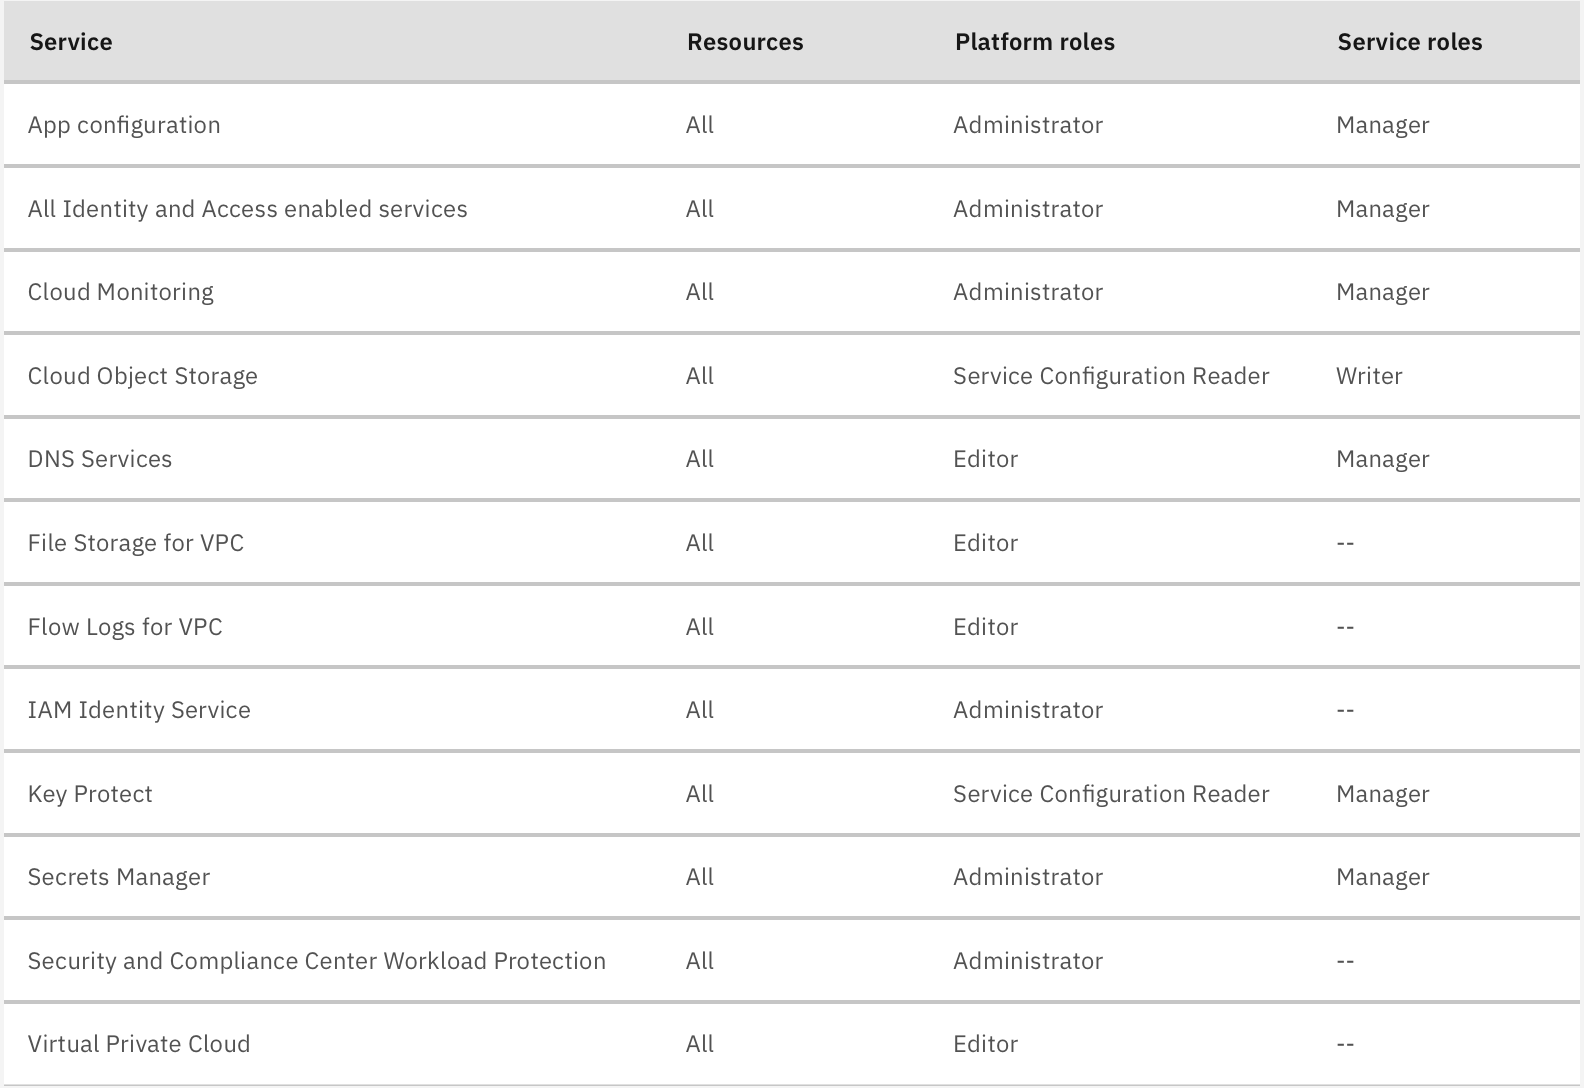 Service Resources Platform roles Service roles
App configuration All Administrator Manager
All Identity and Access enabled services All Administrator Manager
Cloud Monitoring All Administrator Manager
Cloud Object Storage All Service Configuration Reader Writer
DNS Services All Editor Manager
File Storage for VPC All Editor --
Flow Logs for VPC All Editor --
IAM Identity Service All Administrator --
Key Protect All Service Configuration Reader Manager
Secrets Manager All Administrator Manager
Security and Compliance Center Workload Protection All Administrator --
Virtual Private Cloud All Editor --